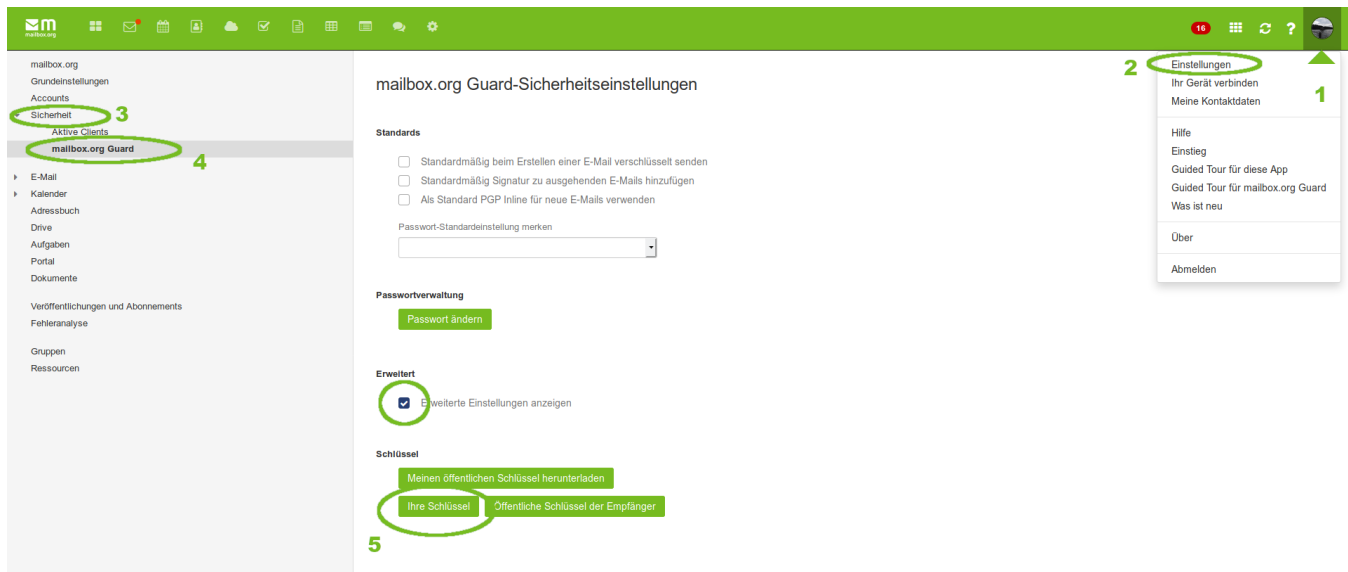 mailbox.org
16
?
mailbox.org
Grundeinstellungen
Accounts
Sicherheit
3
Aktive Clients
mailbox.org Guard
4
E-Mail
Kalender
Adressbuch
Drive
Aufgaben
Portal
Dokumente
Veröffentlichungen und Abonnements
Fehleranalyse
Gruppen
Ressourcen
mailbox.org Guard-Sicherheitseinstellungen
Standards
Standardmäßig beim Erstellen einer E-Mail verschlüsselt senden
Standardmäßig Signatur zu ausgehenden E-Mails hinzufügen
Als Standard PGP Inline für neue E-Mails verwenden
Passwort-Standardeinstellung merken
Passwortverwaltung
Passwort ändern
Erweitert
Erweiterte Einstellungen anzeigen
Schlüssel
Meinen öffentlichen Schlüssel herunterladen
Ihre Schlüssel
Öffentliche Schlüssel der Empfänger
5
2
Einstellungen
1
Ihr Gerät verbinden
Meine Kontaktdaten
Hilfe
Einstieg
Guided Tour für diese App
Guided Tour für mailbox.org Guard
Was ist neu
Über
Abmelden